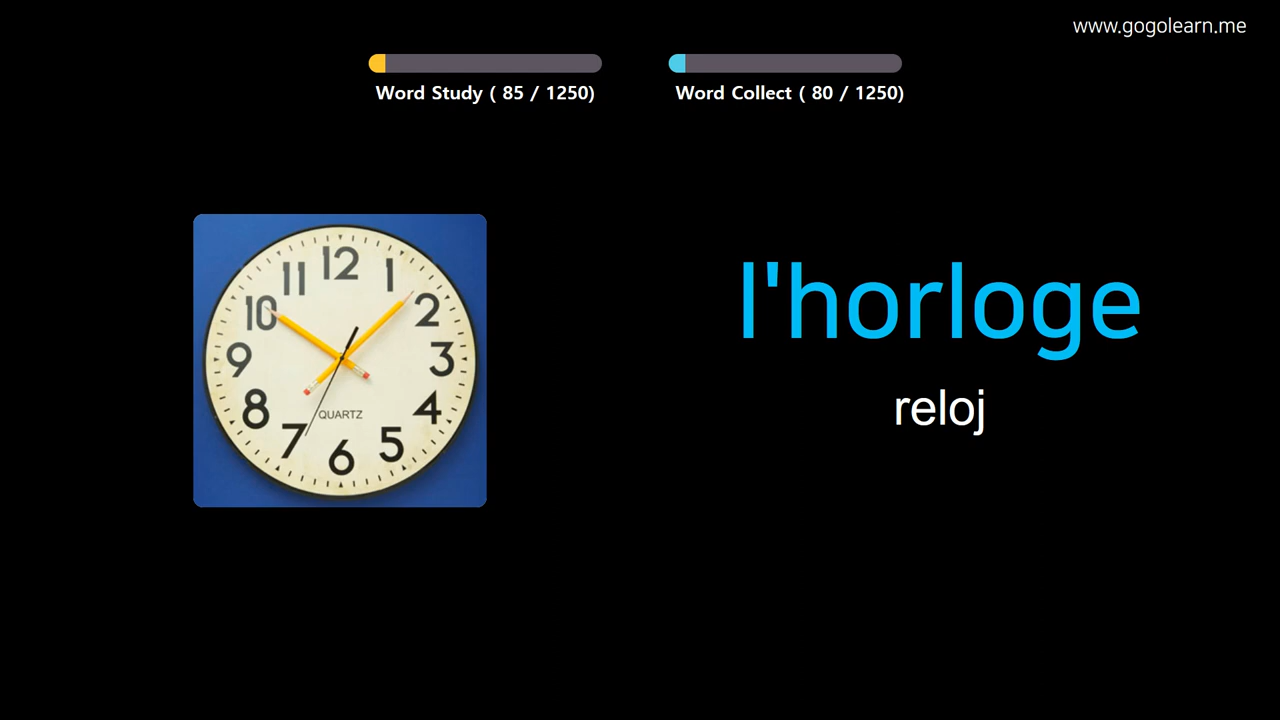 www.gogolearn.me
Word Study ( 85 / 1250)
Word Collect ( 80 / 1250)
12
11
1
10
2
9
3
8
4
QUARTZ
7
5
6
l'horloge
reloj